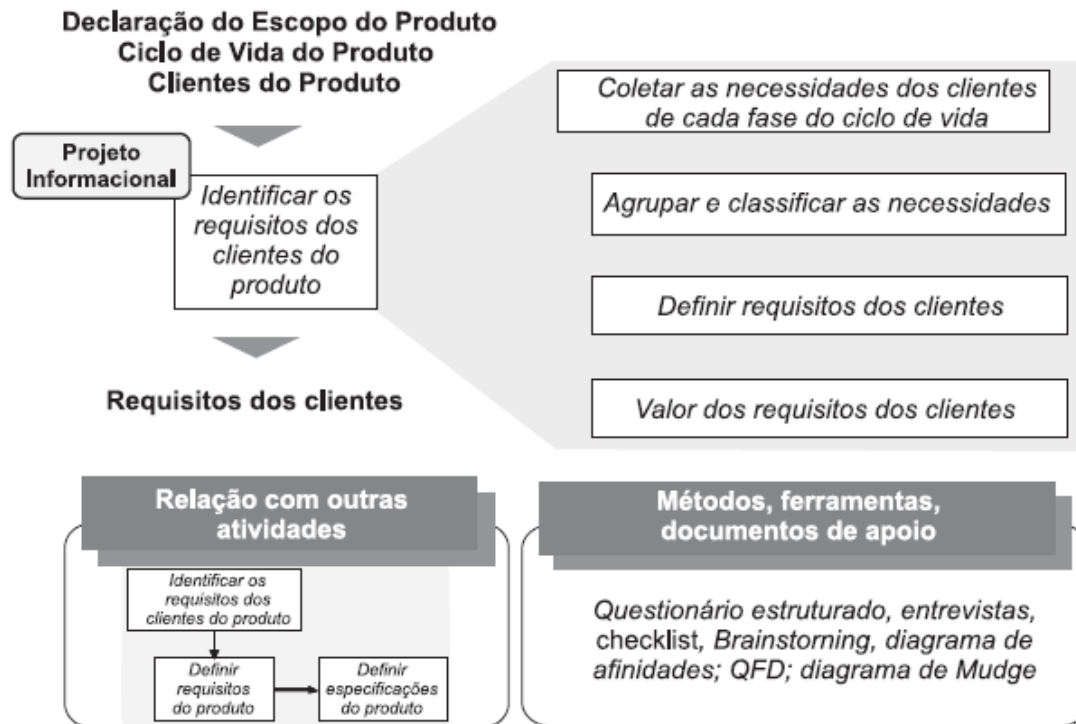 Declaração do Escopo do Produto
Ciclo de Vida do Produto
Clientes do Produto
Projeto
Informacional
Identificar os
requisitos dos
clientes do
produto
Requisitos dos clientes
Coletar as necessidades dos clientes
de cada fase do ciclo de vida
Agrupar e classificar as necessidades
Definir requisitos dos clientes
Valor dos requisitos dos clientes
Relação com outras
atividades
Identificar os
requisitos dos
clientes do produto
Definir
requisitos
do produto
Definir
especificações
do produto
Métodos, ferramentas,
documentos de apoio
Questionário estruturado, entrevistas,
checklist, Brainstorning, diagrama de
afinidades; QFD; diagrama de Mudge